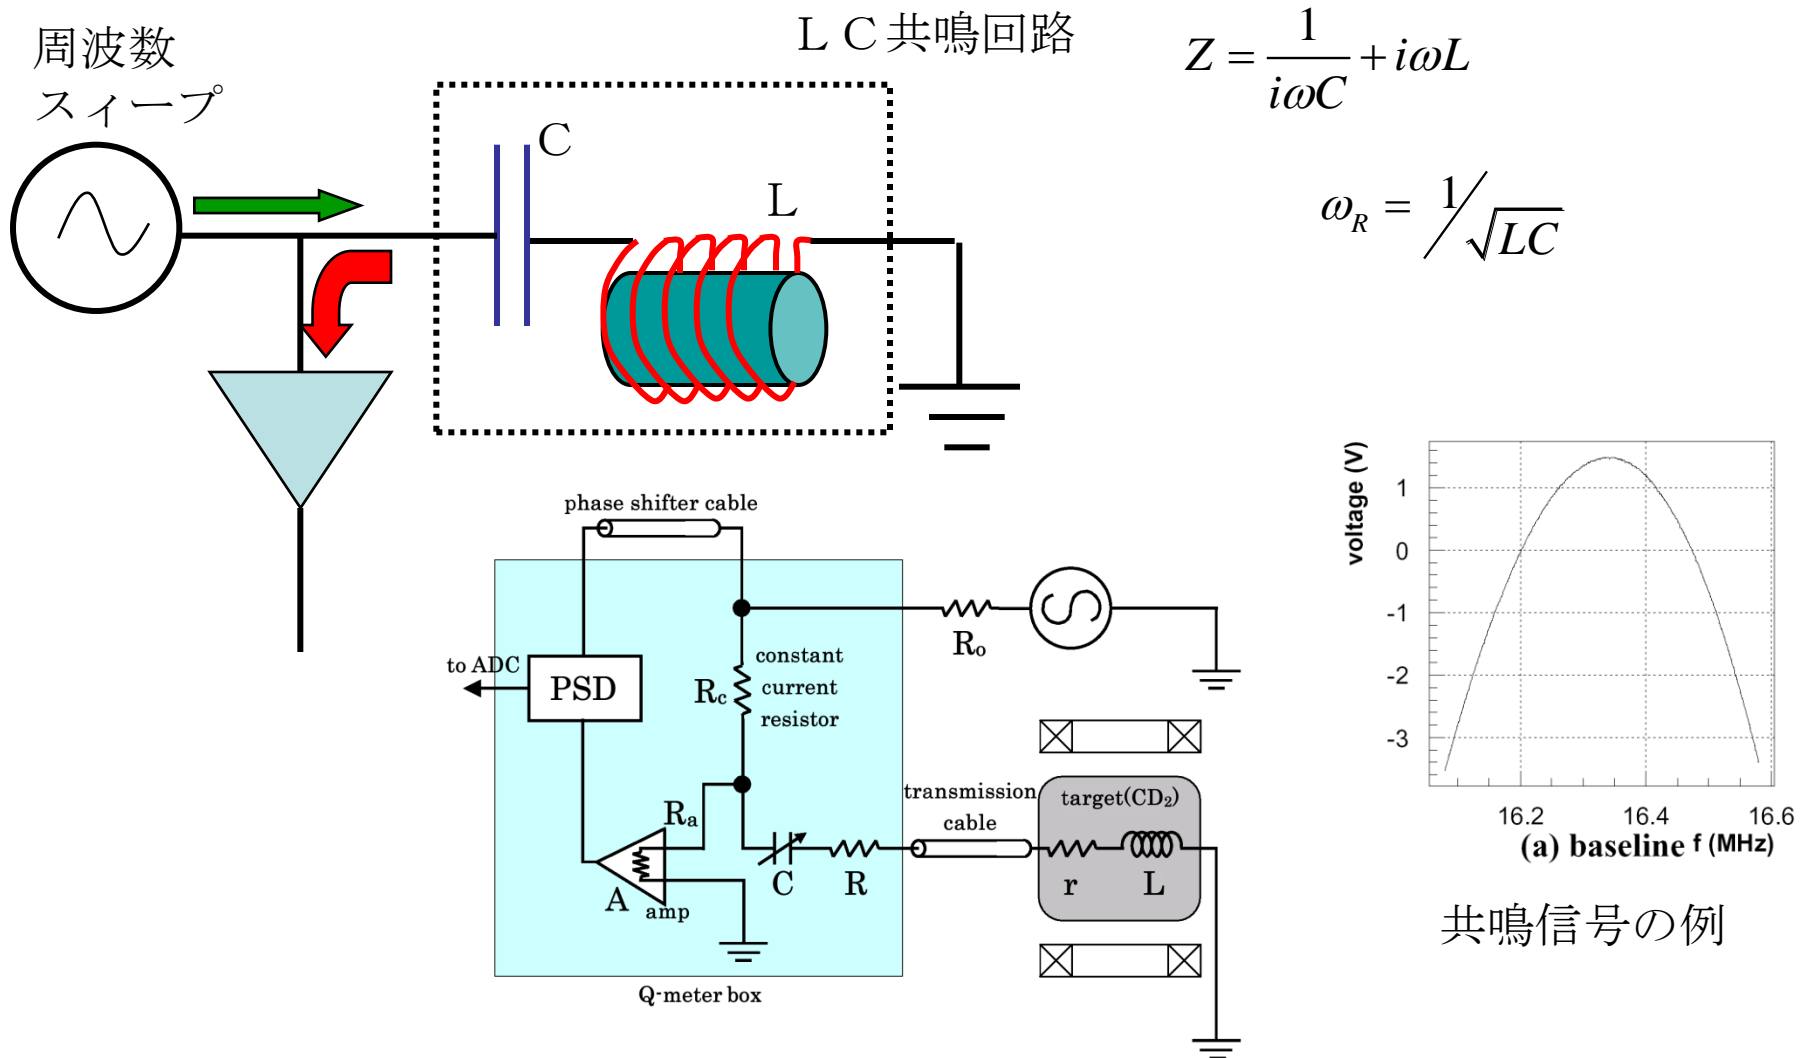 周波数
スィープ
ＬＣ共鳴回路
Z = \frac{1}{iωC} + iωL
ω_R = 1/\sqrt{LC}
C
L
phase shifter cable
to ADC
PSD
Rc
constant
current
resistor
Ro
Ra
A
amp
C
R
transmission
cable
target(CD₂)
r
L
Q-meter box
voltage (V)
1
0
-1
-2
-3
16.2
16.4
16.6
(a) baseline f (MHz)
共鳴信号の例